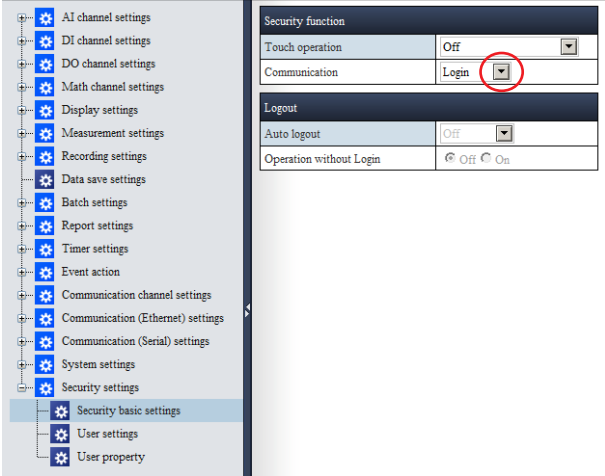 AI channel settings
DI channel settings
DO channel settings
Math channel settings
Display settings
Measurement settings
Recording settings
Data save settings
Batch settings
Report settings
Timer settings
Event action
Communication channel settings
Communication (Ethernet) settings
Communication (Serial) settings
System settings
Security settings
Security basic settings
User settings
User property
Security function
Touch operation Off
Communication Login
Logout
Auto logout Off
Operation without Login Off On